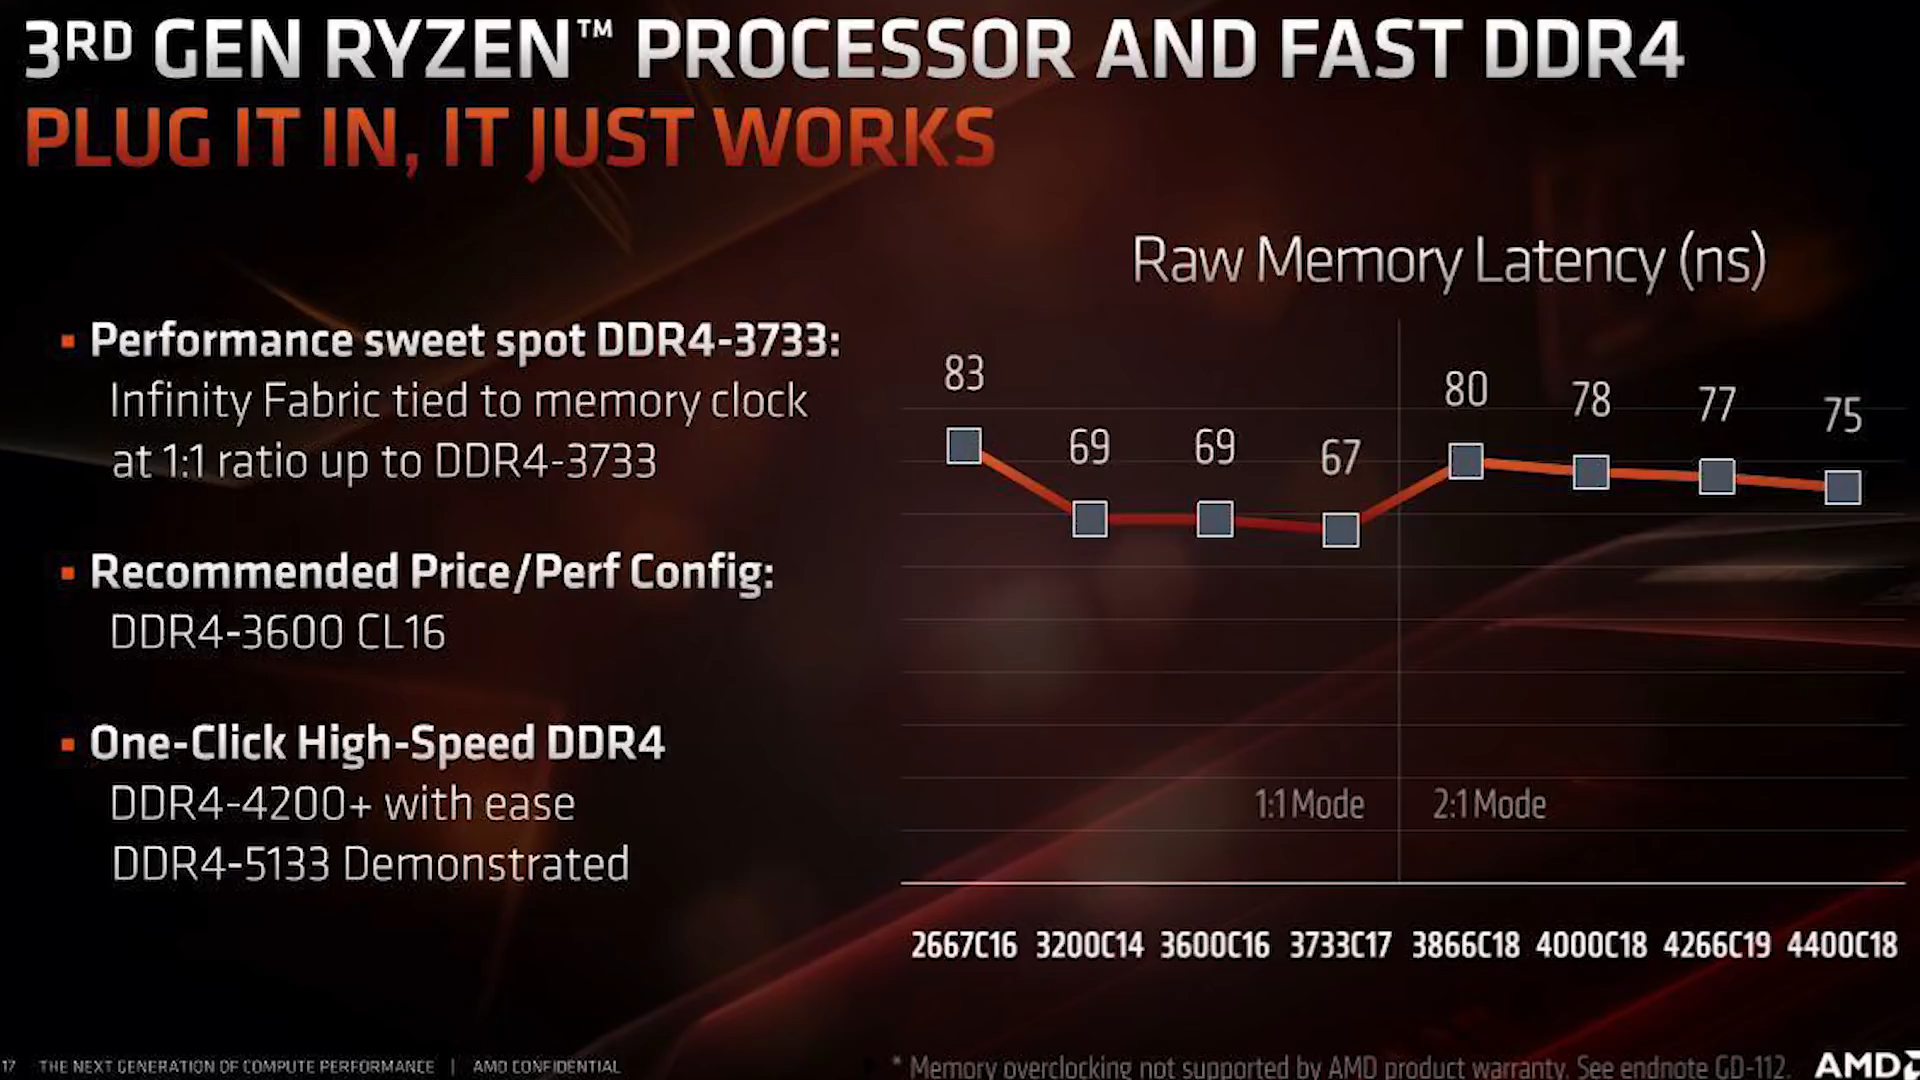 3RD GEN RYZEN™ PROCESSOR AND FAST DDR4
PLUG IT IN, IT JUST WORKS
▪ Performance sweet spot DDR4-3733:
Infinity Fabric tied to memory clock
at 1:1 ratio up to DDR4-3733
▪ Recommended Price/Perf Config:
DDR4-3600 CL16
▪ One-Click High-Speed DDR4
DDR4-4200+ with ease
DDR4-5133 Demonstrated
Raw Memory Latency (ns)
83 69 69 67 80 78 77 75
1:1 Mode 2:1 Mode
2667C16 3200C14 3600C16 3733C17 3866C18 4000C18 4266C19 4400C18
17 THE NEXT GENERATION OF COMPUTE PERFORMANCE | AMD CONFIDENTIAL
* Memory overclocking not supported by AMD product warranty. See endnote GD-112.
AMD